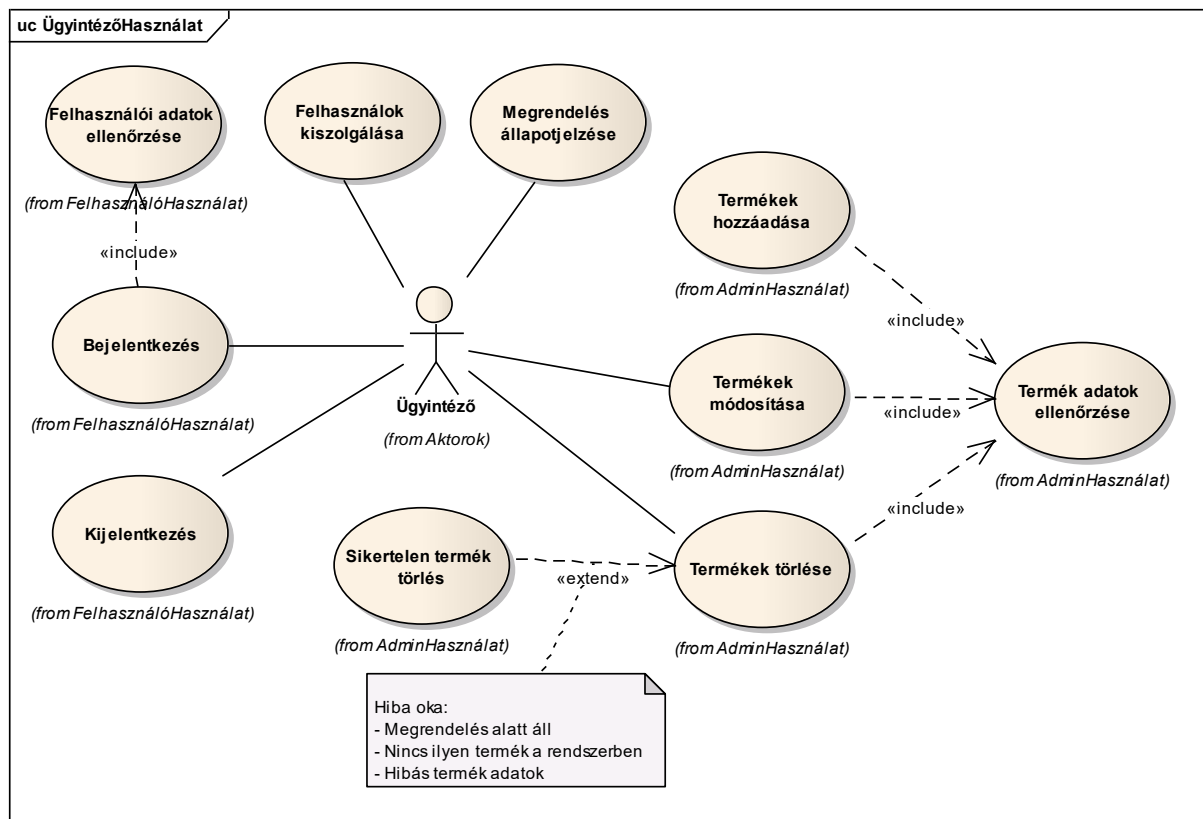 uc ÜgyintézőHasználat
Felhasználói adatok
ellenőrzése
(from FelhasználóHasználat)
Felhasználok
kiszolgálása
Megrendelés
állapotjelzése
Termékek
hozzáadása
(from AdminHasználat)
«include»
«include»
Bejelentkezés
(from FelhasználóHasználat)
Ügyintéző
(from Aktorok)
Termékek
módosítása
(from AdminHasználat)
«include»
Termék adatok
ellenőrzése
(from AdminHasználat)
«include»
Kijelentkezés
(from FelhasználóHasználat)
Sikertelen termék
törlés
(from AdminHasználat)
«extend»
Termékek törlése
(from AdminHasználat)
Hiba oka:
- Megrendelés alatt áll
- Nincs ilyen termék a rendszerben
- Hibás termék adatok